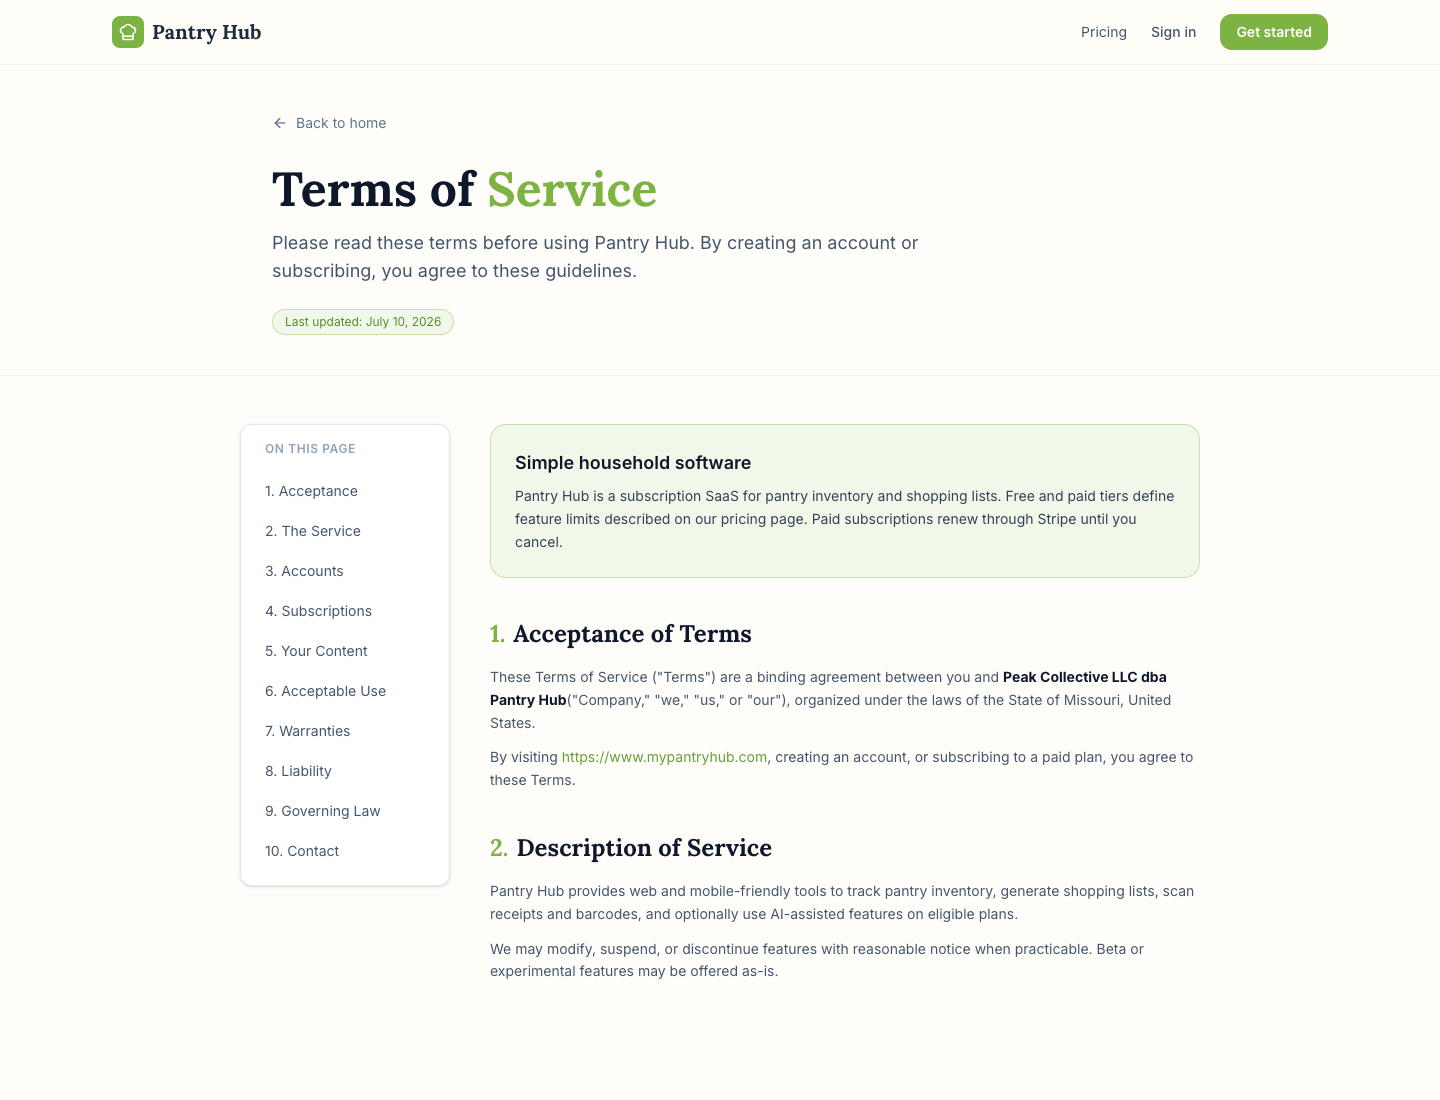 Pantry Hub
Pricing
Sign in
Get started
Back to home
Terms of Service
Please read these terms before using Pantry Hub. By creating an account or
subscribing, you agree to these guidelines.
Last updated: July 10, 2026
ON THIS PAGE
1. Acceptance
2. The Service
3. Accounts
4. Subscriptions
5. Your Content
6. Acceptable Use
7. Warranties
8. Liability
9. Governing Law
10. Contact
Simple household software
Pantry Hub is a subscription SaaS for pantry inventory and shopping lists. Free and paid tiers define
feature limits described on our pricing page. Paid subscriptions renew through Stripe until you
cancel.
1. Acceptance of Terms
These Terms of Service ("Terms") are a binding agreement between you and Peak Collective LLC dba
Pantry Hub("Company," "we," "us," or "our"), organized under the laws of the State of Missouri, United
States.
By visiting https://www.mypantryhub.com, creating an account, or subscribing to a paid plan, you agree to
these Terms.
2. Description of Service
Pantry Hub provides web and mobile-friendly tools to track pantry inventory, generate shopping lists, scan
receipts and barcodes, and optionally use AI-assisted features on eligible plans.
We may modify, suspend, or discontinue features with reasonable notice when practicable. Beta or
experimental features may be offered as-is.